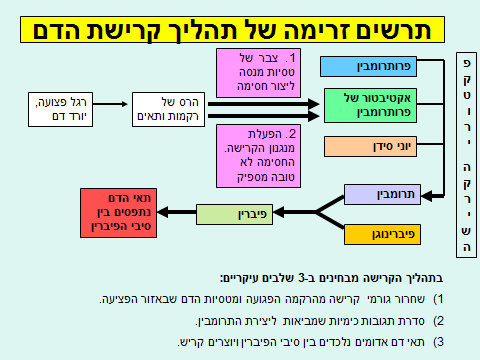 תרשים זרימה של תהליך קרישת הדם
רגל פצועה,
יורד דם
הרס של
רקמות ותאים
1. צבר של
טסיות מנסה
ליצור חסימה
2. הפעלת
מנגנון הקרישה.
החסימה לא
טובה מספיק
פרותרומבין
אקטיבטור של
פרותרומבין
יוני סידן
פקטורי הקרישה
תרומבין
פיברינוגן
פיברין
תאי הדם
נתפסים בין
סיבי הפיברין
בתהליך הקרישה מבחינים ב-3 שלבים עיקריים:
1) שחרור גורמי קרישה מהרקמה הפגועה ומטסיות הדם שבאזור הפציעה.
2) סדרת תגובות כימיות שמביאות ליצירת התרומבין.
3) תאי דם אדומים נלכדים בין סיבי הפיברין ויוצרים קריש.